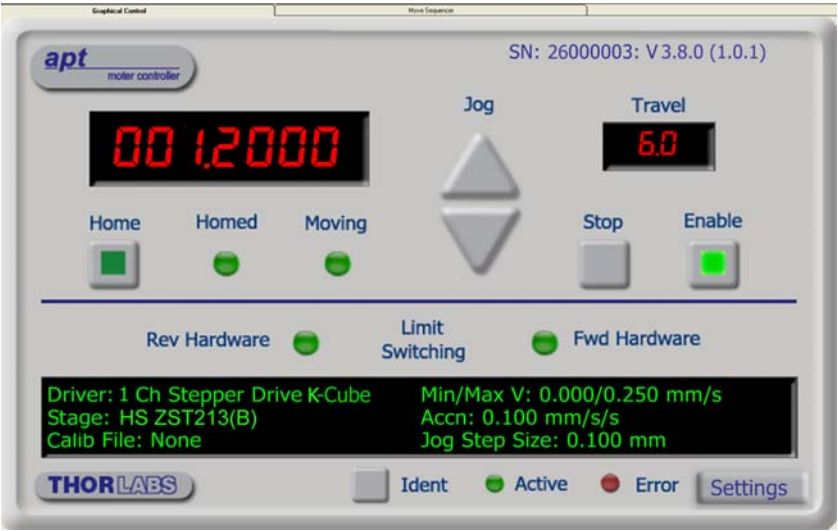 Graphical Control Move Sequencer
apt
moter controller
SN: 26000003: V3.8.0 (1.0.1)
Jog Travel
001.2000 6.0
Home Homed Moving Stop Enable
Rev Hardware Limit Switching Fwd Hardware
Driver: 1 Ch Stepper Drive K-Cube Min/Max V: 0.000/0.250 mm/s
Stage: HS ZST213(B) Accn: 0.100 mm/s/s
Calib File: None Jog Step Size: 0.100 mm
THORLABS Ident Active Error Settings